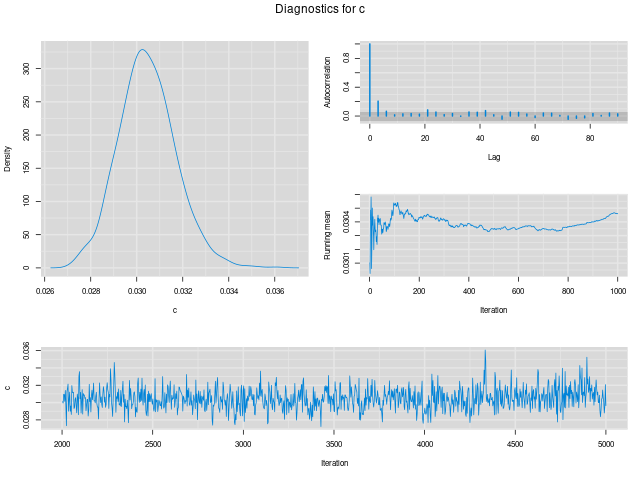 Diagnostics for c
Density
0 50 100 150 200 250 300
0.026 0.028 0.030 0.032 0.034 0.036
c
Autocorrelation
0.0 0.4 0.8
0 20 40 60 80
Lag
Running mean
0.0301 0.0304
0 200 400 600 800 1000
Iteration
c
0.028 0.032 0.036
2000 2500 3000 3500 4000 4500 5000
Iteration